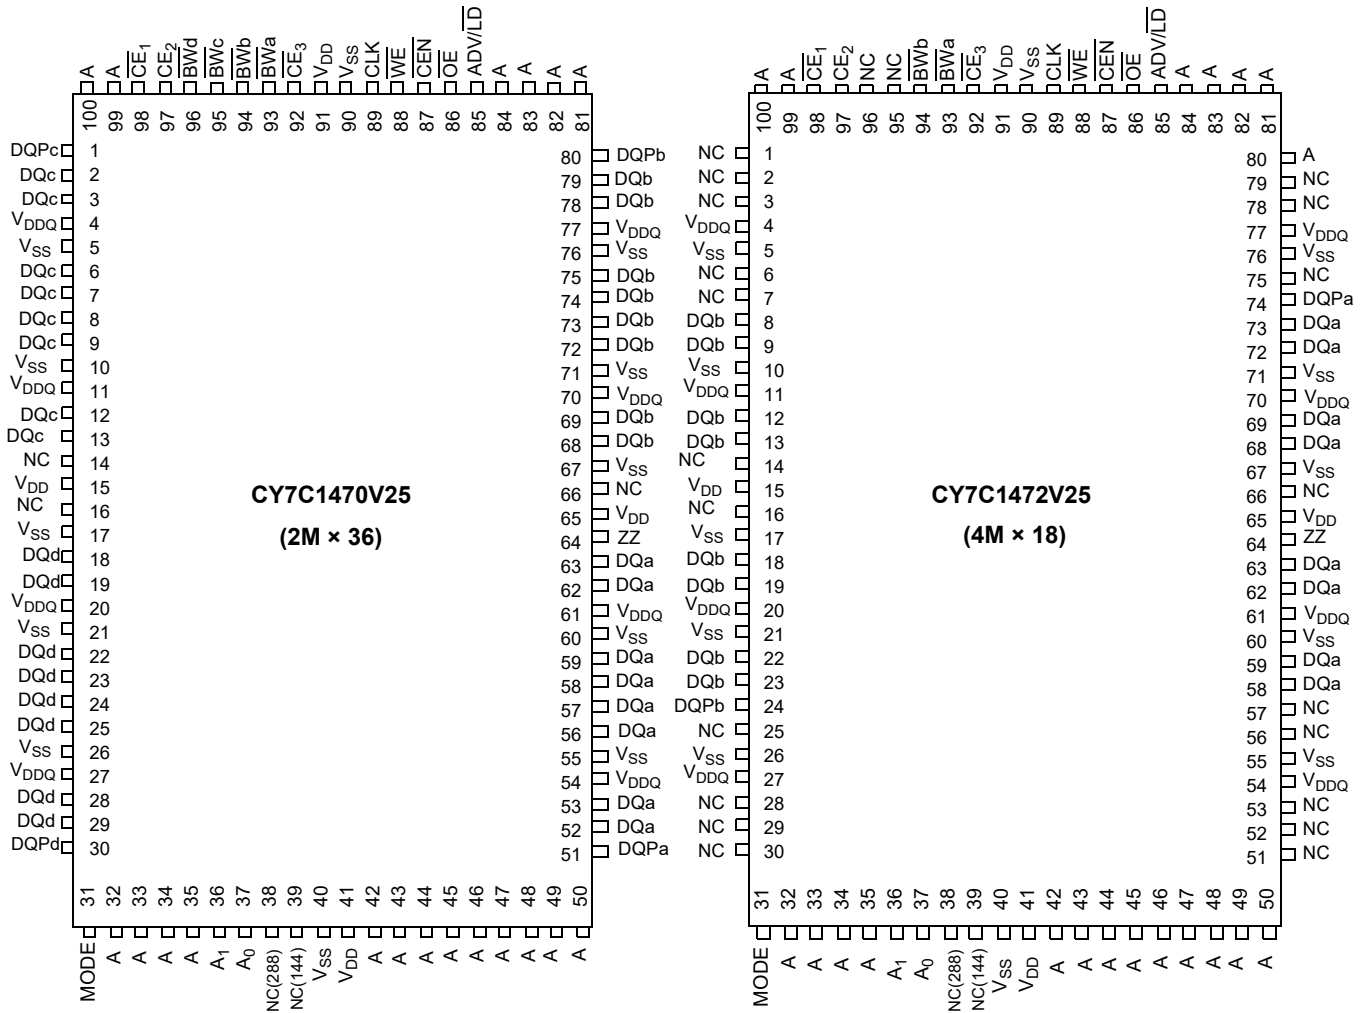 A A CE1 CE2 BWd BWc BWb BWa CE3 VDD VSS CLK WE CEN OE ADV/LD A A A A
100 99 98 97 96 95 94 93 92 91 90 89 88 87 86 85 84 83 82 81
DQPc 1
DQc 2
DQc 3
VDDQ 4
VSS 5
DQc 6
DQc 7
DQc 8
DQc 9
VSS 10
VDDQ 11
DQc 12
DQc 13
NC 14
VDD 15
NC 16
VSS 17
DQd 18
DQd 19
VDDQ 20
VSS 21
DQd 22
DQd 23
DQd 24
DQd 25
VSS 26
VDDQ 27
DQd 28
DQd 29
DQPd 30
CY7C1470V25
(2M × 36)
80 DQPb
79 DQb
78 DQb
77 VDDQ
76 VSS
75 DQb
74 DQb
73 DQb
72 DQb
71 VSS
70 VDDQ
69 DQb
68 DQb
67 VSS
66 NC
65 VDD
64 ZZ
63 DQa
62 DQa
61 VDDQ
60 VSS
59 DQa
58 DQa
57 DQa
56 DQa
55 VSS
54 VDDQ
53 DQa
52 DQa
51 DQPa
31 32 33 34 35 36 37 38 39 40 41 42 43 44 45 46 47 48 49 50
MODE A A A A A1 A0 NC(288) NC(144) VSS VDD A A A A A A A A A
A A CE1 CE2 NC NC BWb BWa CE3 VDD VSS CLK WE CEN OE ADV/LD A A A A
100 99 98 97 96 95 94 93 92 91 90 89 88 87 86 85 84 83 82 81
NC 1
NC 2
NC 3
VDDQ 4
VSS 5
NC 6
NC 7
DQb 8
DQb 9
VSS 10
VDDQ 11
DQb 12
DQb 13
NC 14
VDD 15
NC 16
VSS 17
DQb 18
DQb 19
VDDQ 20
VSS 21
DQb 22
DQb 23
DQPb 24
NC 25
VSS 26
VDDQ 27
NC 28
NC 29
NC 30
CY7C1472V25
(4M × 18)
80 A
79 NC
78 NC
77 VDDQ
76 VSS
75 NC
74 DQPa
73 DQa
72 DQa
71 VSS
70 VDDQ
69 DQa
68 DQa
67 VSS
66 NC
65 VDD
64 ZZ
63 DQa
62 DQa
61 VDDQ
60 VSS
59 DQa
58 DQa
57 NC
56 NC
55 VSS
54 VDDQ
53 NC
52 NC
51 NC
31 32 33 34 35 36 37 38 39 40 41 42 43 44 45 46 47 48 49 50
MODE A A A A A1 A0 NC(288) NC(144) VSS VDD A A A A A A A A A